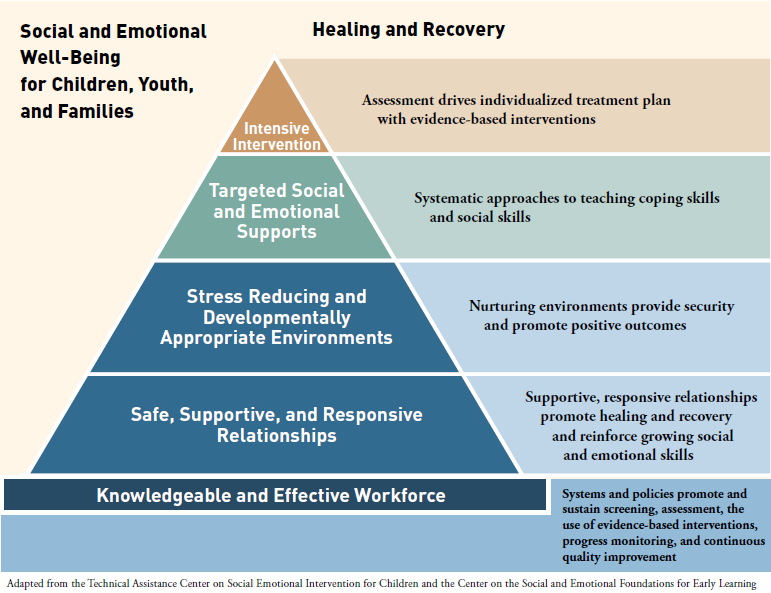 Social and Emotional
Well-Being
for Children, Youth,
and Families
Healing and Recovery
Intensive
Intervention
Assessment drives individualized treatment plan
with evidence-based interventions
Targeted Social
and Emotional
Supports
Systematic approaches to teaching coping skills
and social skills
Stress Reducing and
Developmentally
Appropriate Environments
Nurturing environments provide security
and promote positive outcomes
Safe, Supportive, and Responsive
Relationships
Supportive, responsive relationships
promote healing and recovery
and reinforce growing social
and emotional skills
Knowledgeable and Effective Workforce
Systems and policies promote and
sustain screening, assessment, the
use of evidence-based interventions,
progress monitoring, and continuous
quality improvement
Adapted from the Technical Assistance Center on Social Emotional Intervention for Children and the Center on the Social and Emotional Foundations for Early Learning